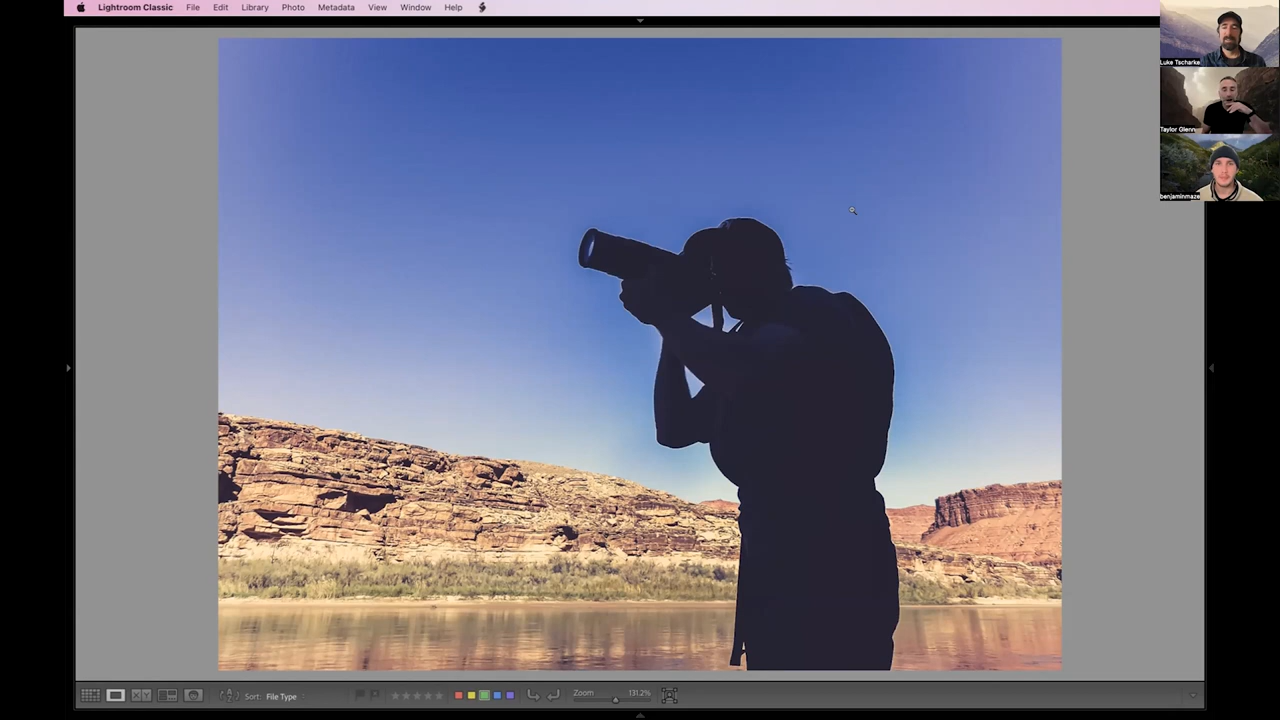 Lightroom Classic File Edit Library Photo Metadata View Window Help
Luke Tscharke
Taylor Glenn
benjaminmaze
Sort: File Type Zoom 131.2%